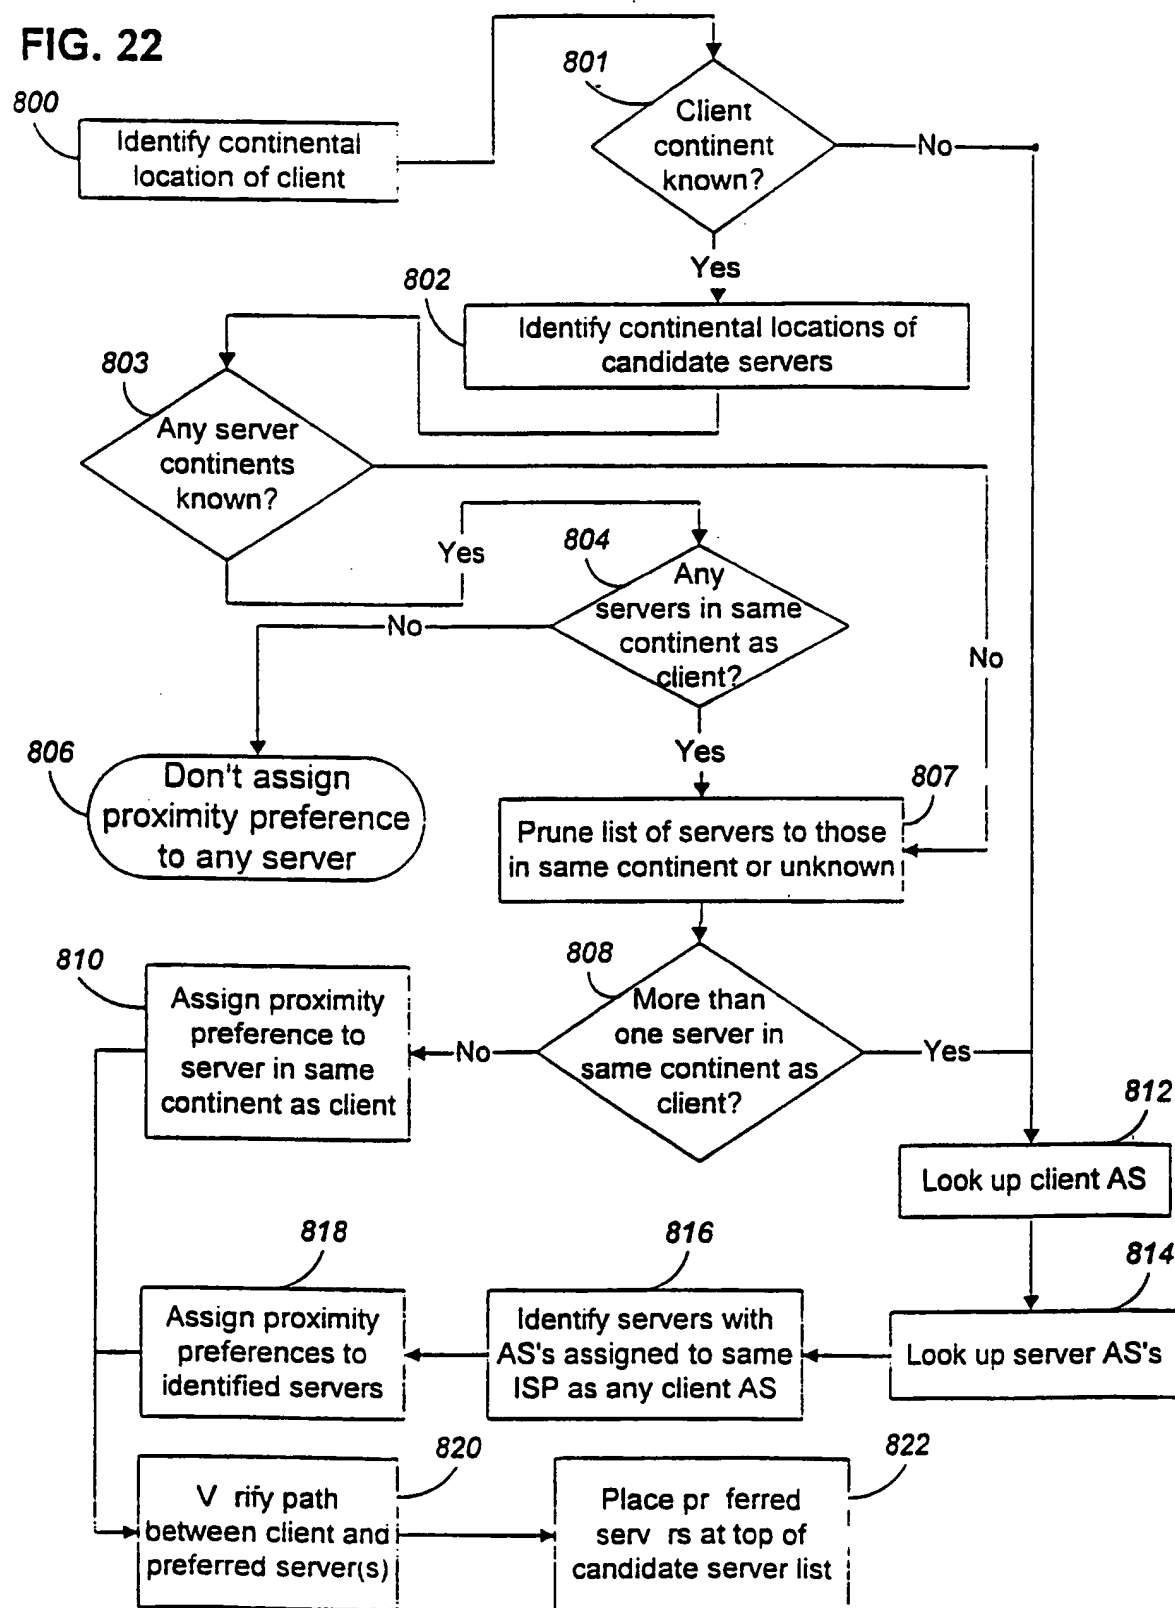 FIG. 22
800
Identify continental
location of client
801
Client
continent
known?
No
Yes
802
Identify continental locations of
candidate servers
803
Any server
continents
known?
Yes
804
Any
servers in same
continent as
client?
No
No
Yes
806
Don't assign
proximity preference
to any server
807
Prune list of servers to those
in same continent or unknown
808
More than
one server in
same continent as
client?
No
Yes
810
Assign proximity
preference to
server in same
continent as client
812
Look up client AS
814
Look up server AS's
816
Identify servers with
AS's assigned to same
ISP as any client AS
818
Assign proximity
preferences to
identified servers
820
V rify path
between client and
preferred server(s)
822
Place pr ferred
serv rs at top of
candidate server list